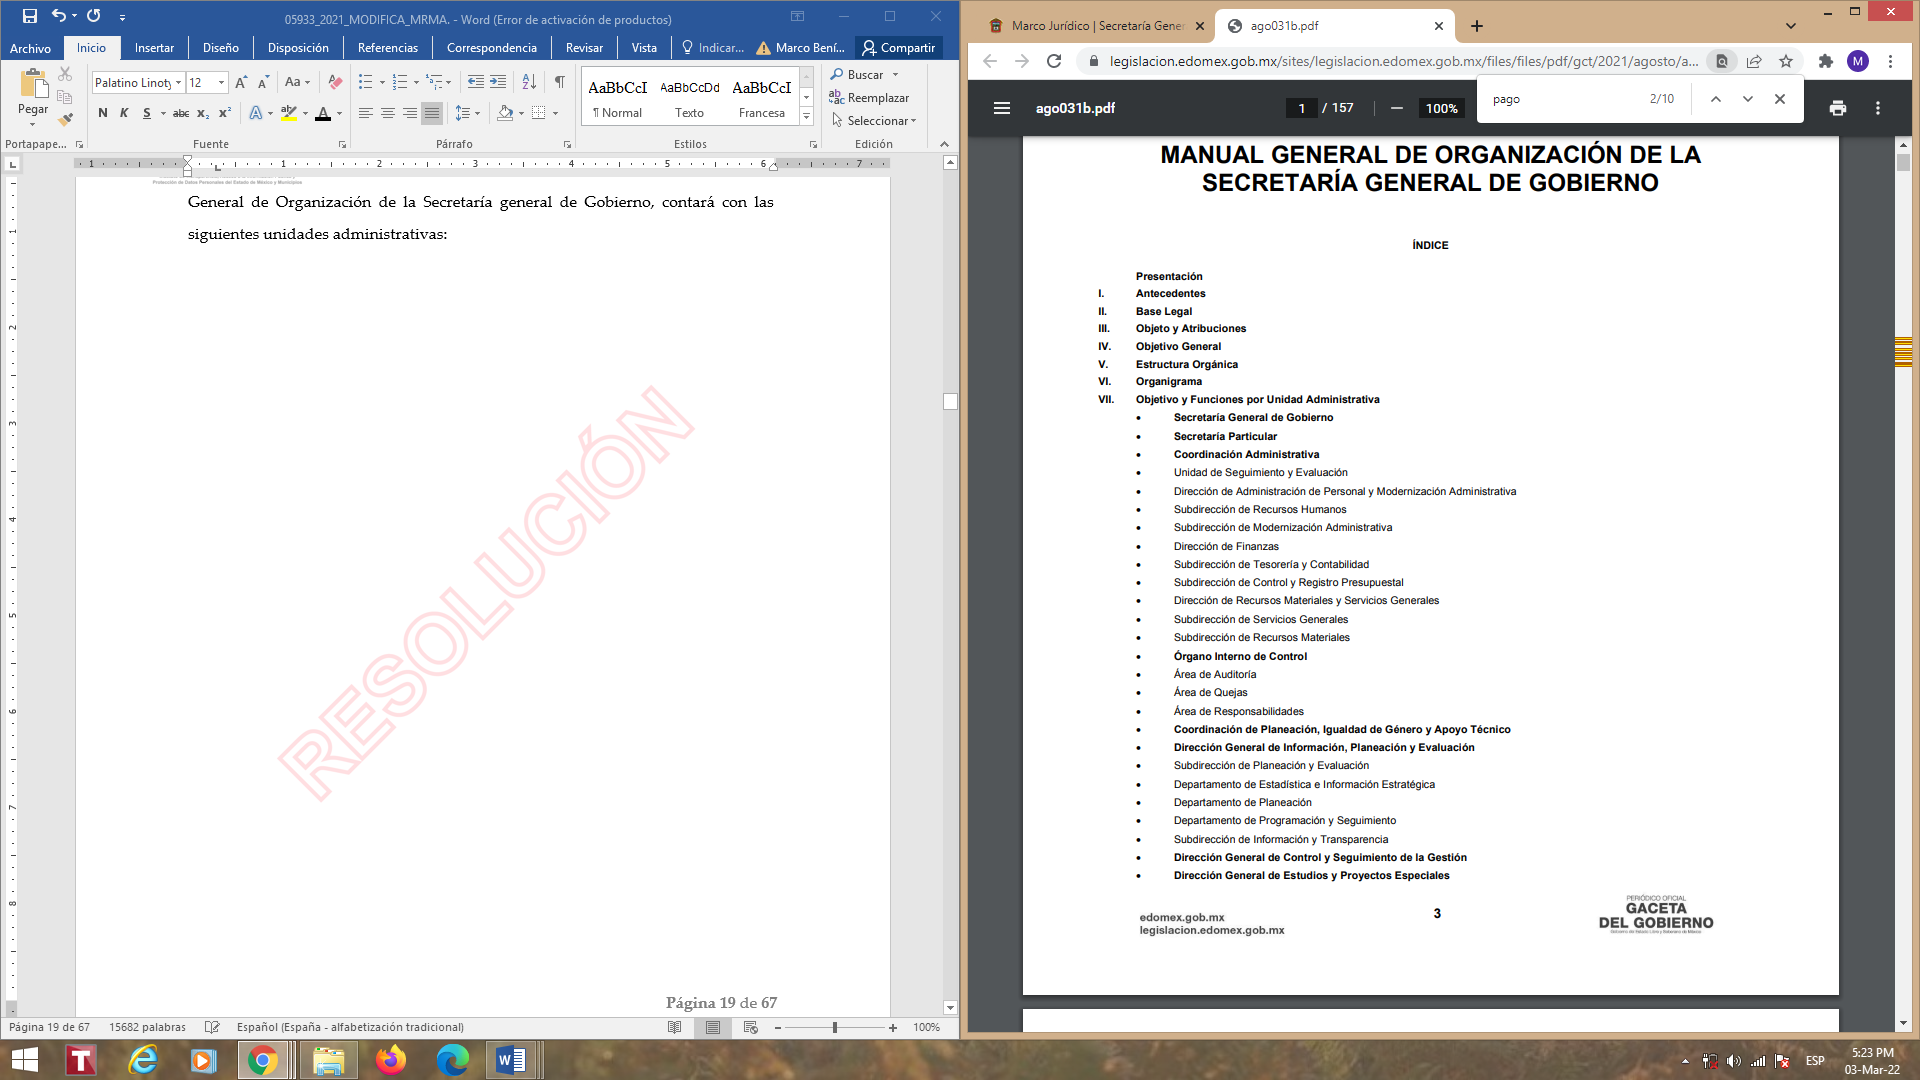 05933_2021_MODIFICA_MRMA. - Word (Error de activación de productos)
Archivo Inicio Insertar Diseño Disposición Referencias Correspondencia Revisar Vista Indicar... Marco Bení... Compartir
Palatino Linoty 12
Pegar
AaBbCcI AaBbCcDd AaBbCcI
¶ Normal Texto Francesa
Buscar
Reemplazar
Seleccionar
Portapape... Fuente Párrafo Estilos Edición
Protección de Datos Personales del Estado de México y Municipios
General de Organización de la Secretaría general de Gobierno, contará con las
siguientes unidades administrativas:
RESOLUCIÓN
Página 19 de 67
Página 19 de 67 15682 palabras Español (España - alfabetización tradicional) 100%
Marco Jurídico | Secretaría Gener
ago031b.pdf
legislacion.edomex.gob.mx/sites/legislacion.edomex.gob.mx/files/files/pdf/gct/2021/agosto/a...
M
pago 2/10
ago031b.pdf 1 / 157 100%
MANUAL GENERAL DE ORGANIZACIÓN DE LA
SECRETARÍA GENERAL DE GOBIERNO
ÍNDICE
Presentación
I. Antecedentes
II. Base Legal
III. Objeto y Atribuciones
IV. Objetivo General
V. Estructura Orgánica
VI. Organigrama
VII. Objetivo y Funciones por Unidad Administrativa
• Secretaría General de Gobierno
• Secretaría Particular
• Coordinación Administrativa
• Unidad de Seguimiento y Evaluación
• Dirección de Administración de Personal y Modernización Administrativa
• Subdirección de Recursos Humanos
• Subdirección de Modernización Administrativa
• Dirección de Finanzas
• Subdirección de Tesorería y Contabilidad
• Subdirección de Control y Registro Presupuestal
• Dirección de Recursos Materiales y Servicios Generales
• Subdirección de Servicios Generales
• Subdirección de Recursos Materiales
• Órgano Interno de Control
• Área de Auditoría
• Área de Quejas
• Área de Responsabilidades
• Coordinación de Planeación, Igualdad de Género y Apoyo Técnico
• Dirección General de Información, Planeación y Evaluación
• Subdirección de Planeación y Evaluación
• Departamento de Estadística e Información Estratégica
• Departamento de Planeación
• Departamento de Programación y Seguimiento
• Subdirección de Información y Transparencia
• Dirección General de Control y Seguimiento de la Gestión
• Dirección General de Estudios y Proyectos Especiales
edomex.gob.mx
legislacion.edomex.gob.mx
3
PERIÓDICO OFICIAL
GACETA
DEL GOBIERNO
ESP
5:23 PM
03-Mar-22